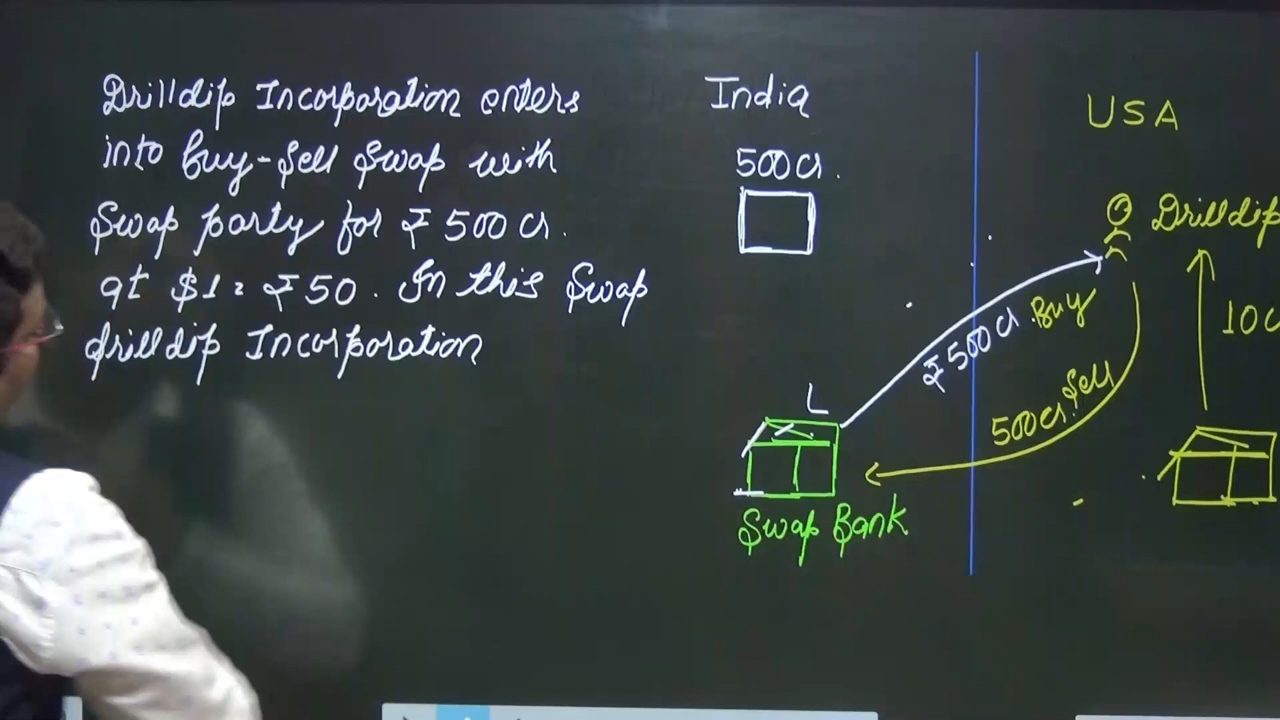 Drilldip Incorporation enters
into buy-sell swap with
Swap party for ₹ 500 Cr.
at $1 = ₹50. In this Swap
drilldip Incorporation
India
500 Cr.
USA
Drilldip
₹ 500 Cr. Buy
500 Cr. Sell
10C
L
Swap Bank